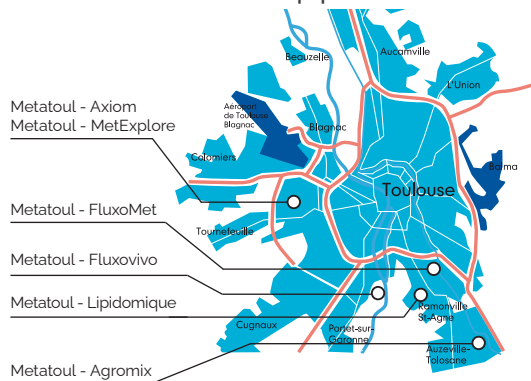 Beauzelle
Aucamville
L'Union
Metatoul - Axiom
Metatoul - MetExplore
Aéroport
de Toulouse
Blagnac
Blagnac
Colomiers
Balma
Toulouse
Metatoul - FluxoMet
Tournefeuille
Metatoul - Fluxovivo
Metatoul - Lipidomique
Ramonville
St-Agne
Cugnaux
Portet-sur-
Garonne
Auzeville-
Tolosane
Metatoul - Agromix